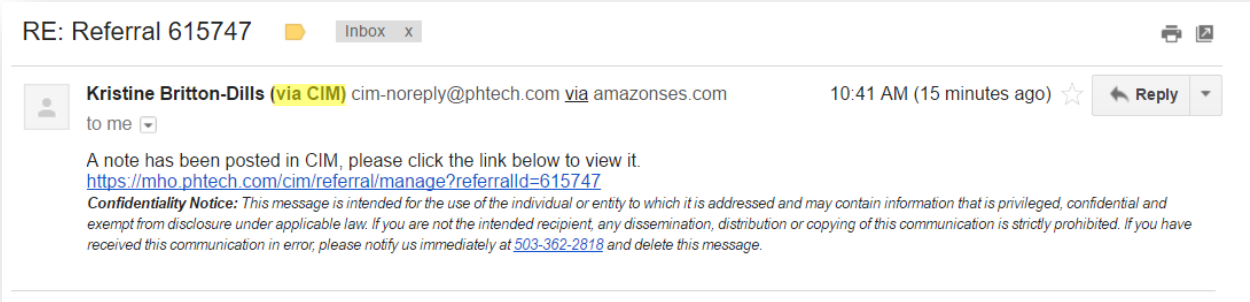 RE: Referral 615747 Inbox x
Kristine Britton-Dills (via CIM) cim-noreply@phtech.com via amazonses.com 10:41 AM (15 minutes ago) Reply
to me
A note has been posted in CIM, please click the link below to view it.
https://mho.phtech.com/cim/referral/manage?referralId=615747
Confidentiality Notice: This message is intended for the use of the individual or entity to which it is addressed and may contain information that is privileged, confidential and
exempt from disclosure under applicable law. If you are not the intended recipient, any dissemination, distribution or copying of this communication is strictly prohibited. If you have
received this communication in error, please notify us immediately at 503-362-2818 and delete this message.